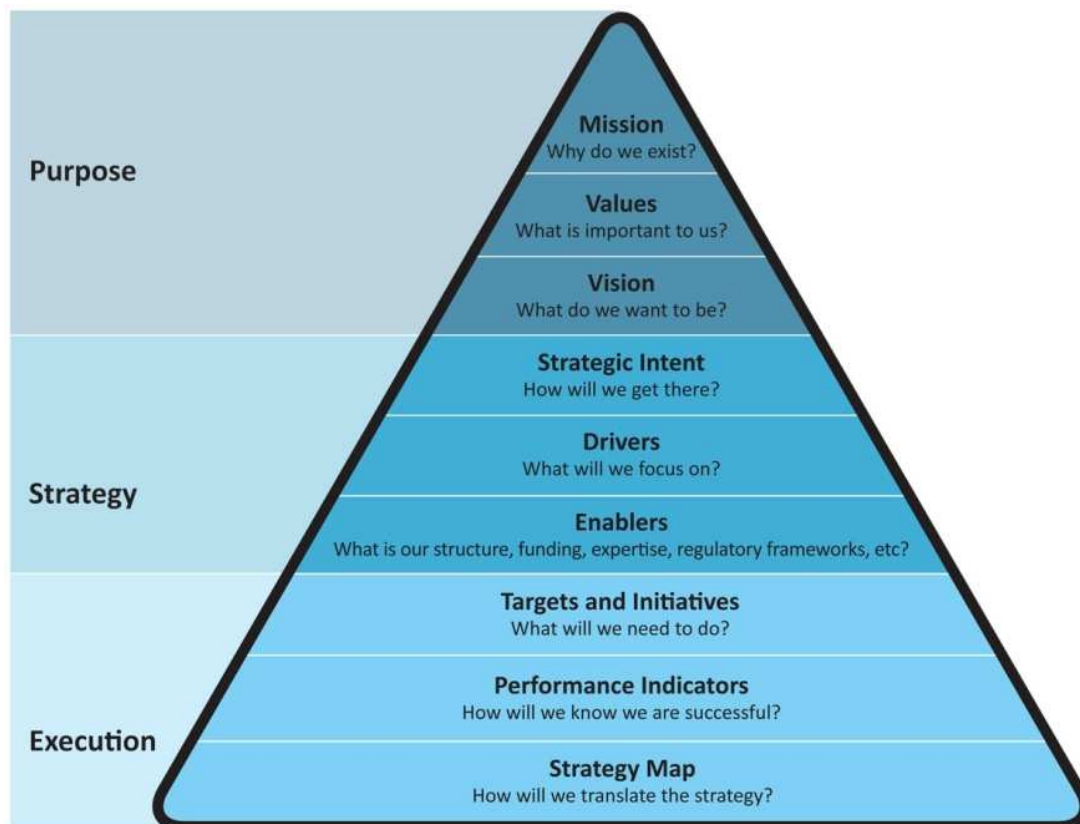 Purpose
Mission
Why do we exist?
Values
What is important to us?
Vision
What do we want to be?
Strategy
Strategic Intent
How will we get there?
Drivers
What will we focus on?
Enablers
What is our structure, funding, expertise, regulatory frameworks, etc?
Execution
Targets and Initiatives
What will we need to do?
Performance Indicators
How will we know we are successful?
Strategy Map
How will we translate the strategy?